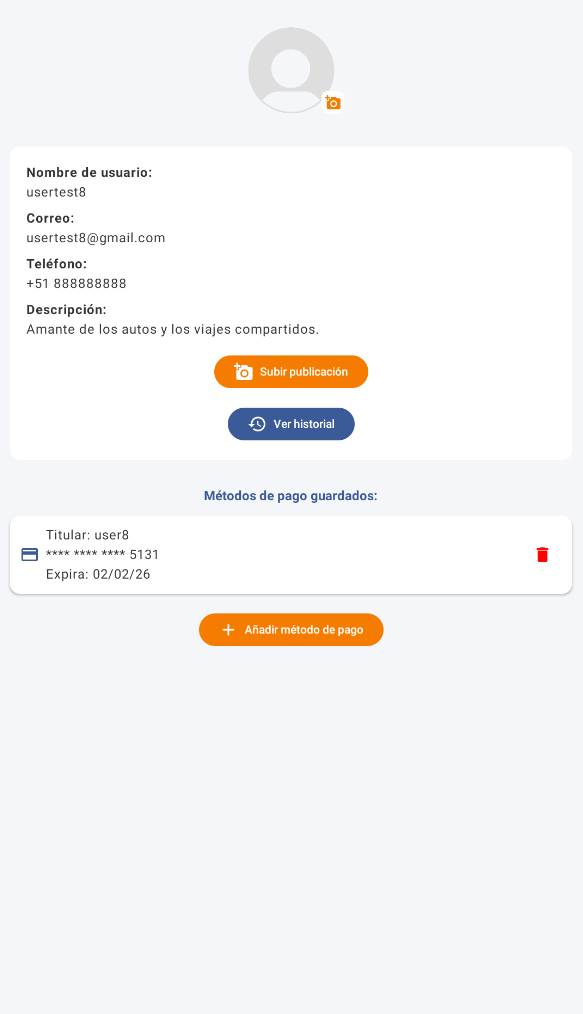 Nombre de usuario:
usertest8
Correo:
usertest8@gmail.com
Teléfono:
+51 888888888
Descripción:
Amante de los autos y los viajes compartidos.
Subir publicación
Ver historial
Métodos de pago guardados:
Titular: user8
**** **** **** 5131
Expira: 02/02/26
Añadir método de pago